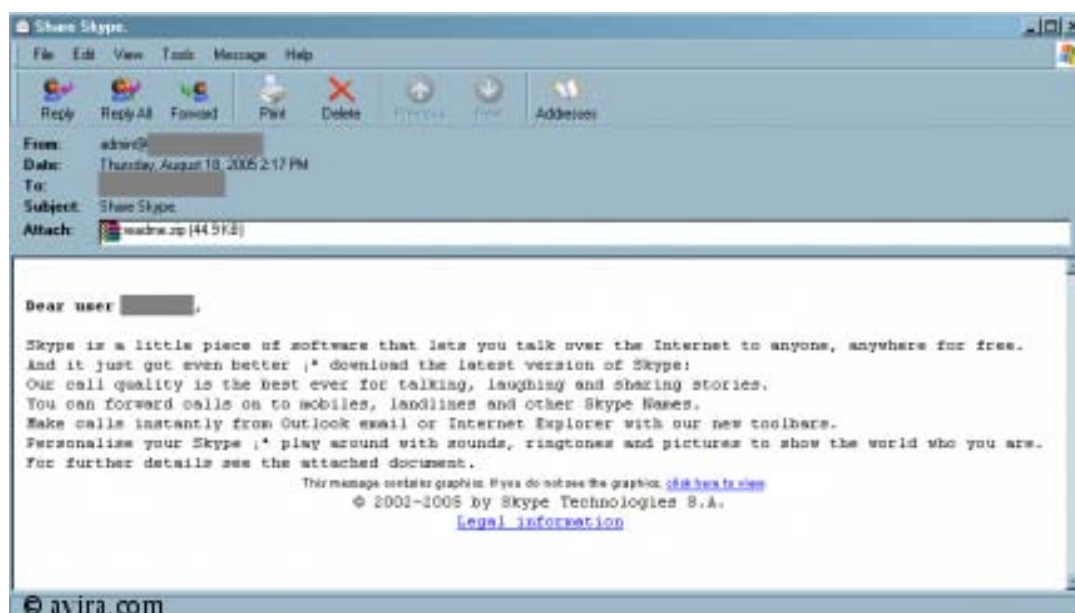 Share Skype.
File Edit View Tools Message Help
Reply Reply All Forward Print Delete Previous Next Addresses
From:
Date: Thursday, August 18, 2005 2:17 PM
To:
Subject: Share Skype.
Attach: readme.zip (44.9 KB)
Dear user ,
Skype is a little piece of software that lets you talk over the Internet to anyone, anywhere for free.
And it just got even better ¡* download the latest version of Skype:
Our call quality is the best ever for talking, laughing and sharing stories.
You can forward calls on to mobiles, landlines and other Skype Names.
Make calls instantly from Outlook email or Internet Explorer with our new toolbars.
Personalise your Skype ¡* play around with sounds, ringtones and pictures to show the world who you are.
For further details see the attached document.
This message contains graphics. If you do not see the graphics, click here to view
© 2002-2005 by Skype Technologies S.A.
Legal information
© avira.com